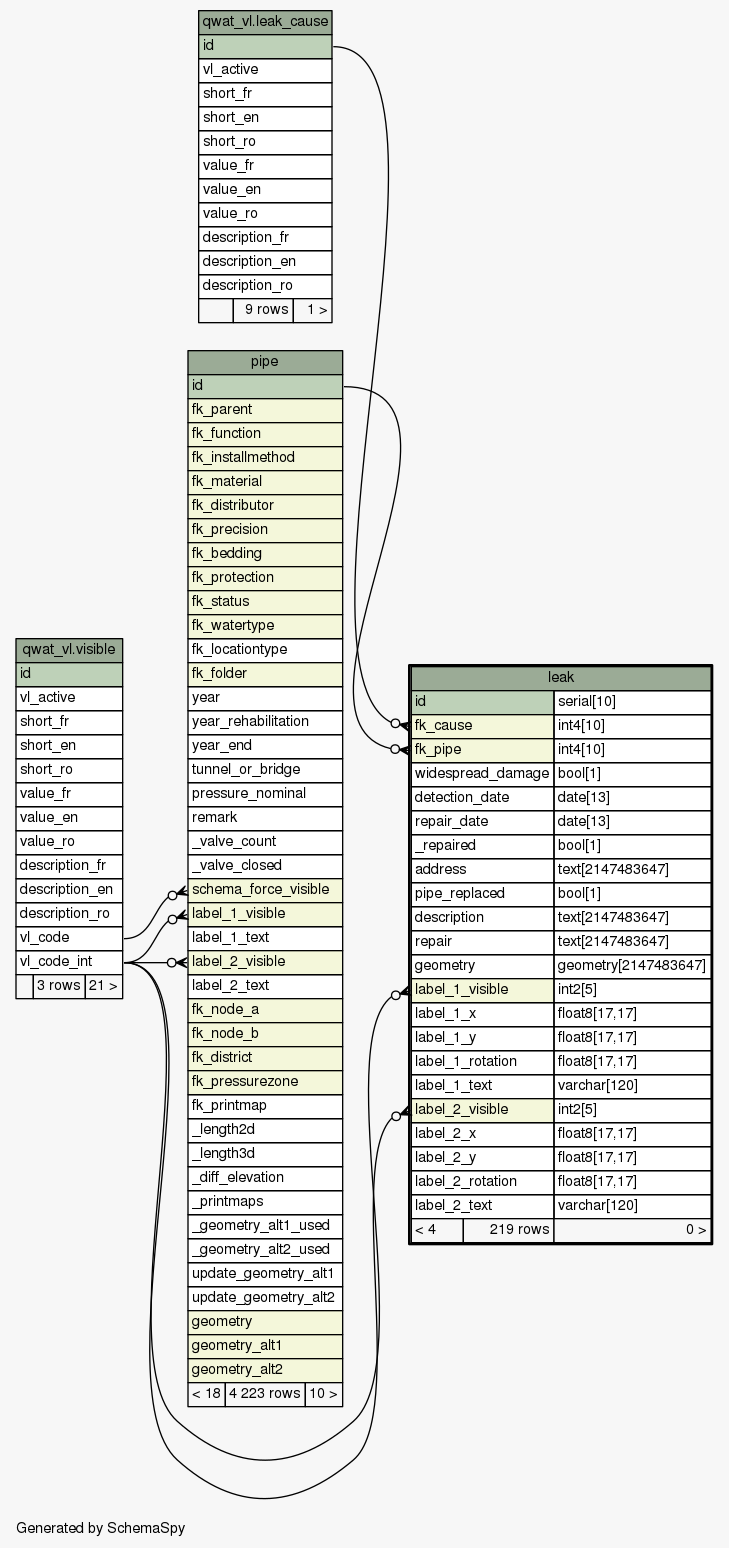 qwat_vl.leak_cause
id
vl_active
short_fr
short_en
short_ro
value_fr
value_en
value_ro
description_fr
description_en
description_ro
9 rows 1 >
pipe
id
fk_parent
fk_function
fk_installmethod
fk_material
fk_distributor
fk_precision
fk_bedding
fk_protection
fk_status
fk_watertype
fk_locationtype
fk_folder
year
year_rehabilitation
year_end
tunnel_or_bridge
pressure_nominal
remark
_valve_count
_valve_closed
schema_force_visible
label_1_visible
label_1_text
label_2_visible
label_2_text
fk_node_a
fk_node_b
fk_district
fk_pressurezone
fk_printmap
_length2d
_length3d
_diff_elevation
_printmaps
_geometry_alt1_used
_geometry_alt2_used
update_geometry_alt1
update_geometry_alt2
geometry
geometry_alt1
geometry_alt2
< 18 4 223 rows 10 >
qwat_vl.visible
id
vl_active
short_fr
short_en
short_ro
value_fr
value_en
value_ro
description_fr
description_en
description_ro
vl_code
vl_code_int
3 rows 21 >
leak
id serial[10]
fk_cause int4[10]
fk_pipe int4[10]
widespread_damage bool[1]
detection_date date[13]
repair_date date[13]
_repaired bool[1]
address text[2147483647]
pipe_replaced bool[1]
description text[2147483647]
repair text[2147483647]
geometry geometry[2147483647]
label_1_visible int2[5]
label_1_x float8[17,17]
label_1_y float8[17,17]
label_1_rotation float8[17,17]
label_1_text varchar[120]
label_2_visible int2[5]
label_2_x float8[17,17]
label_2_y float8[17,17]
label_2_rotation float8[17,17]
label_2_text varchar[120]
< 4 219 rows 0 >
Generated by SchemaSpy